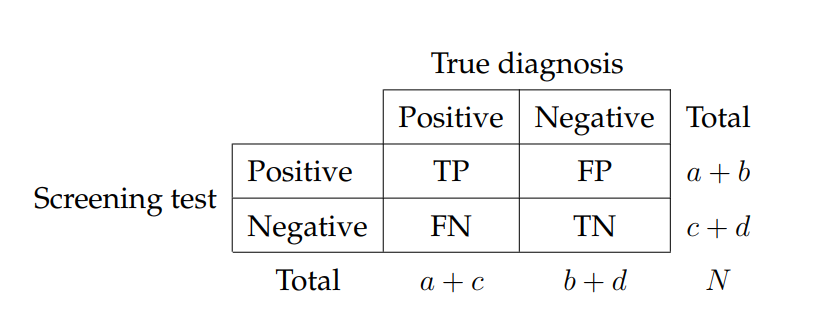 True diagnosis
Positive Negative Total
Positive TP FP a + b
Screening test
Negative FN TN c + d
Total a + c b + d N